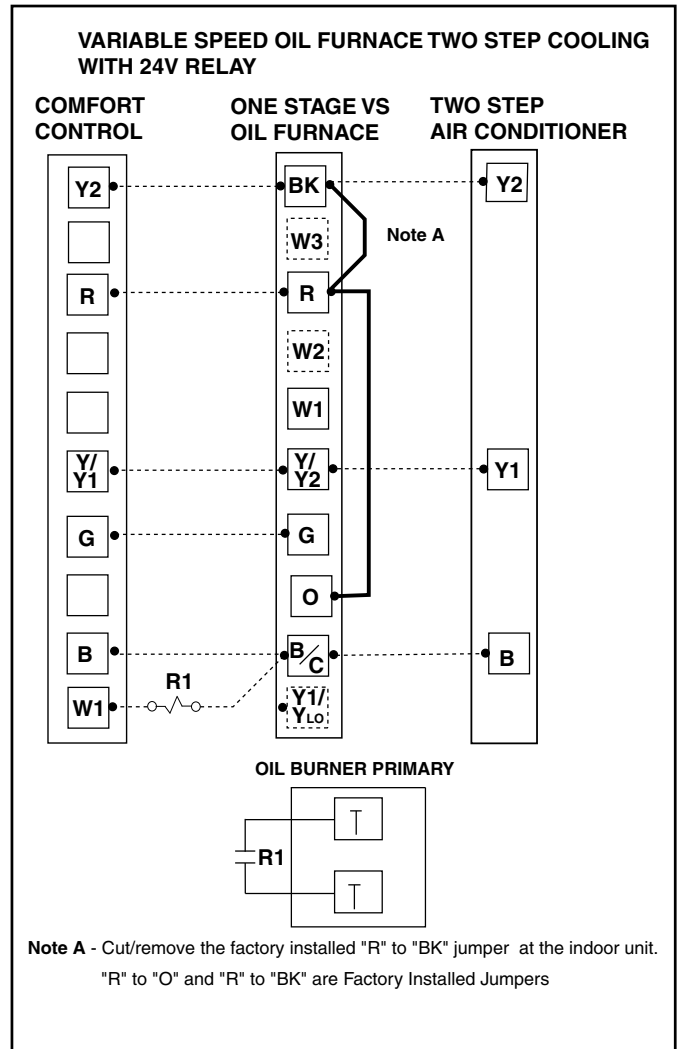 VARIABLE SPEED OIL FURNACE TWO STEP COOLING
WITH 24V RELAY
COMFORT
CONTROL
ONE STAGE VS
OIL FURNACE
TWO STEP
AIR CONDITIONER
Y2
BK
Y2
W3
Note A
R
R
W2
W1
Y/
Y1
Y/
Y2
Y1
G
G
O
B
B/C
B
R1
W1
Y1/
YLO
OIL BURNER PRIMARY
T
R1
T
Note A - Cut/remove the factory installed "R" to "BK" jumper at the indoor unit.
"R" to "O" and "R" to "BK" are Factory Installed Jumpers